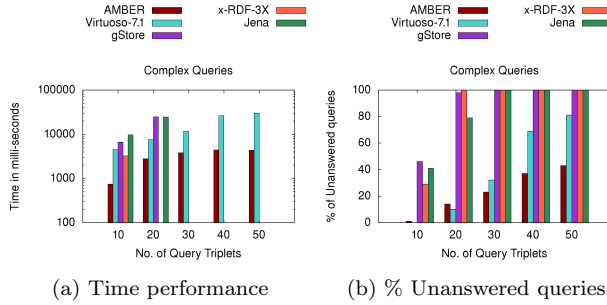 AMBER
Virtuoso-7.1
gStore
x-RDF-3X
Jena
Complex Queries
Time in milli-seconds
100000
10000
1000
100
10 20 30 40 50
No. of Query Triplets
(a) Time performance
AMBER
Virtuoso-7.1
gStore
x-RDF-3X
Jena
Complex Queries
% of Unanswered queries
100
80
60
40
20
0
10 20 30 40 50
No. of Query Triplets
(b) % Unanswered queries